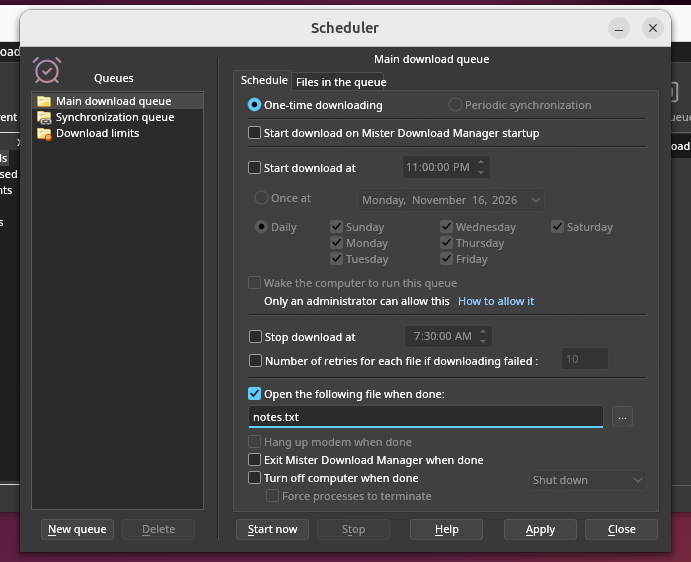 Scheduler
Main download queue
Queues
Main download queue
Synchronization queue
Download limits
Schedule
Files in the queue
One-time downloading
Periodic synchronization
Start download on Mister Download Manager startup
Start download at
11:00:00 PM
Once at
Monday, November 16, 2026
Daily
Sunday
Wednesday
Saturday
Monday
Thursday
Tuesday
Friday
Wake the computer to run this queue
Only an administrator can allow this How to allow it
Stop download at
7:30:00 AM
Number of retries for each file if downloading failed :
10
Open the following file when done:
notes.txt
...
Hang up modem when done
Exit Mister Download Manager when done
Turn off computer when done
Shut down
Force processes to terminate
New queue
Delete
Start now
Stop
Help
Apply
Close